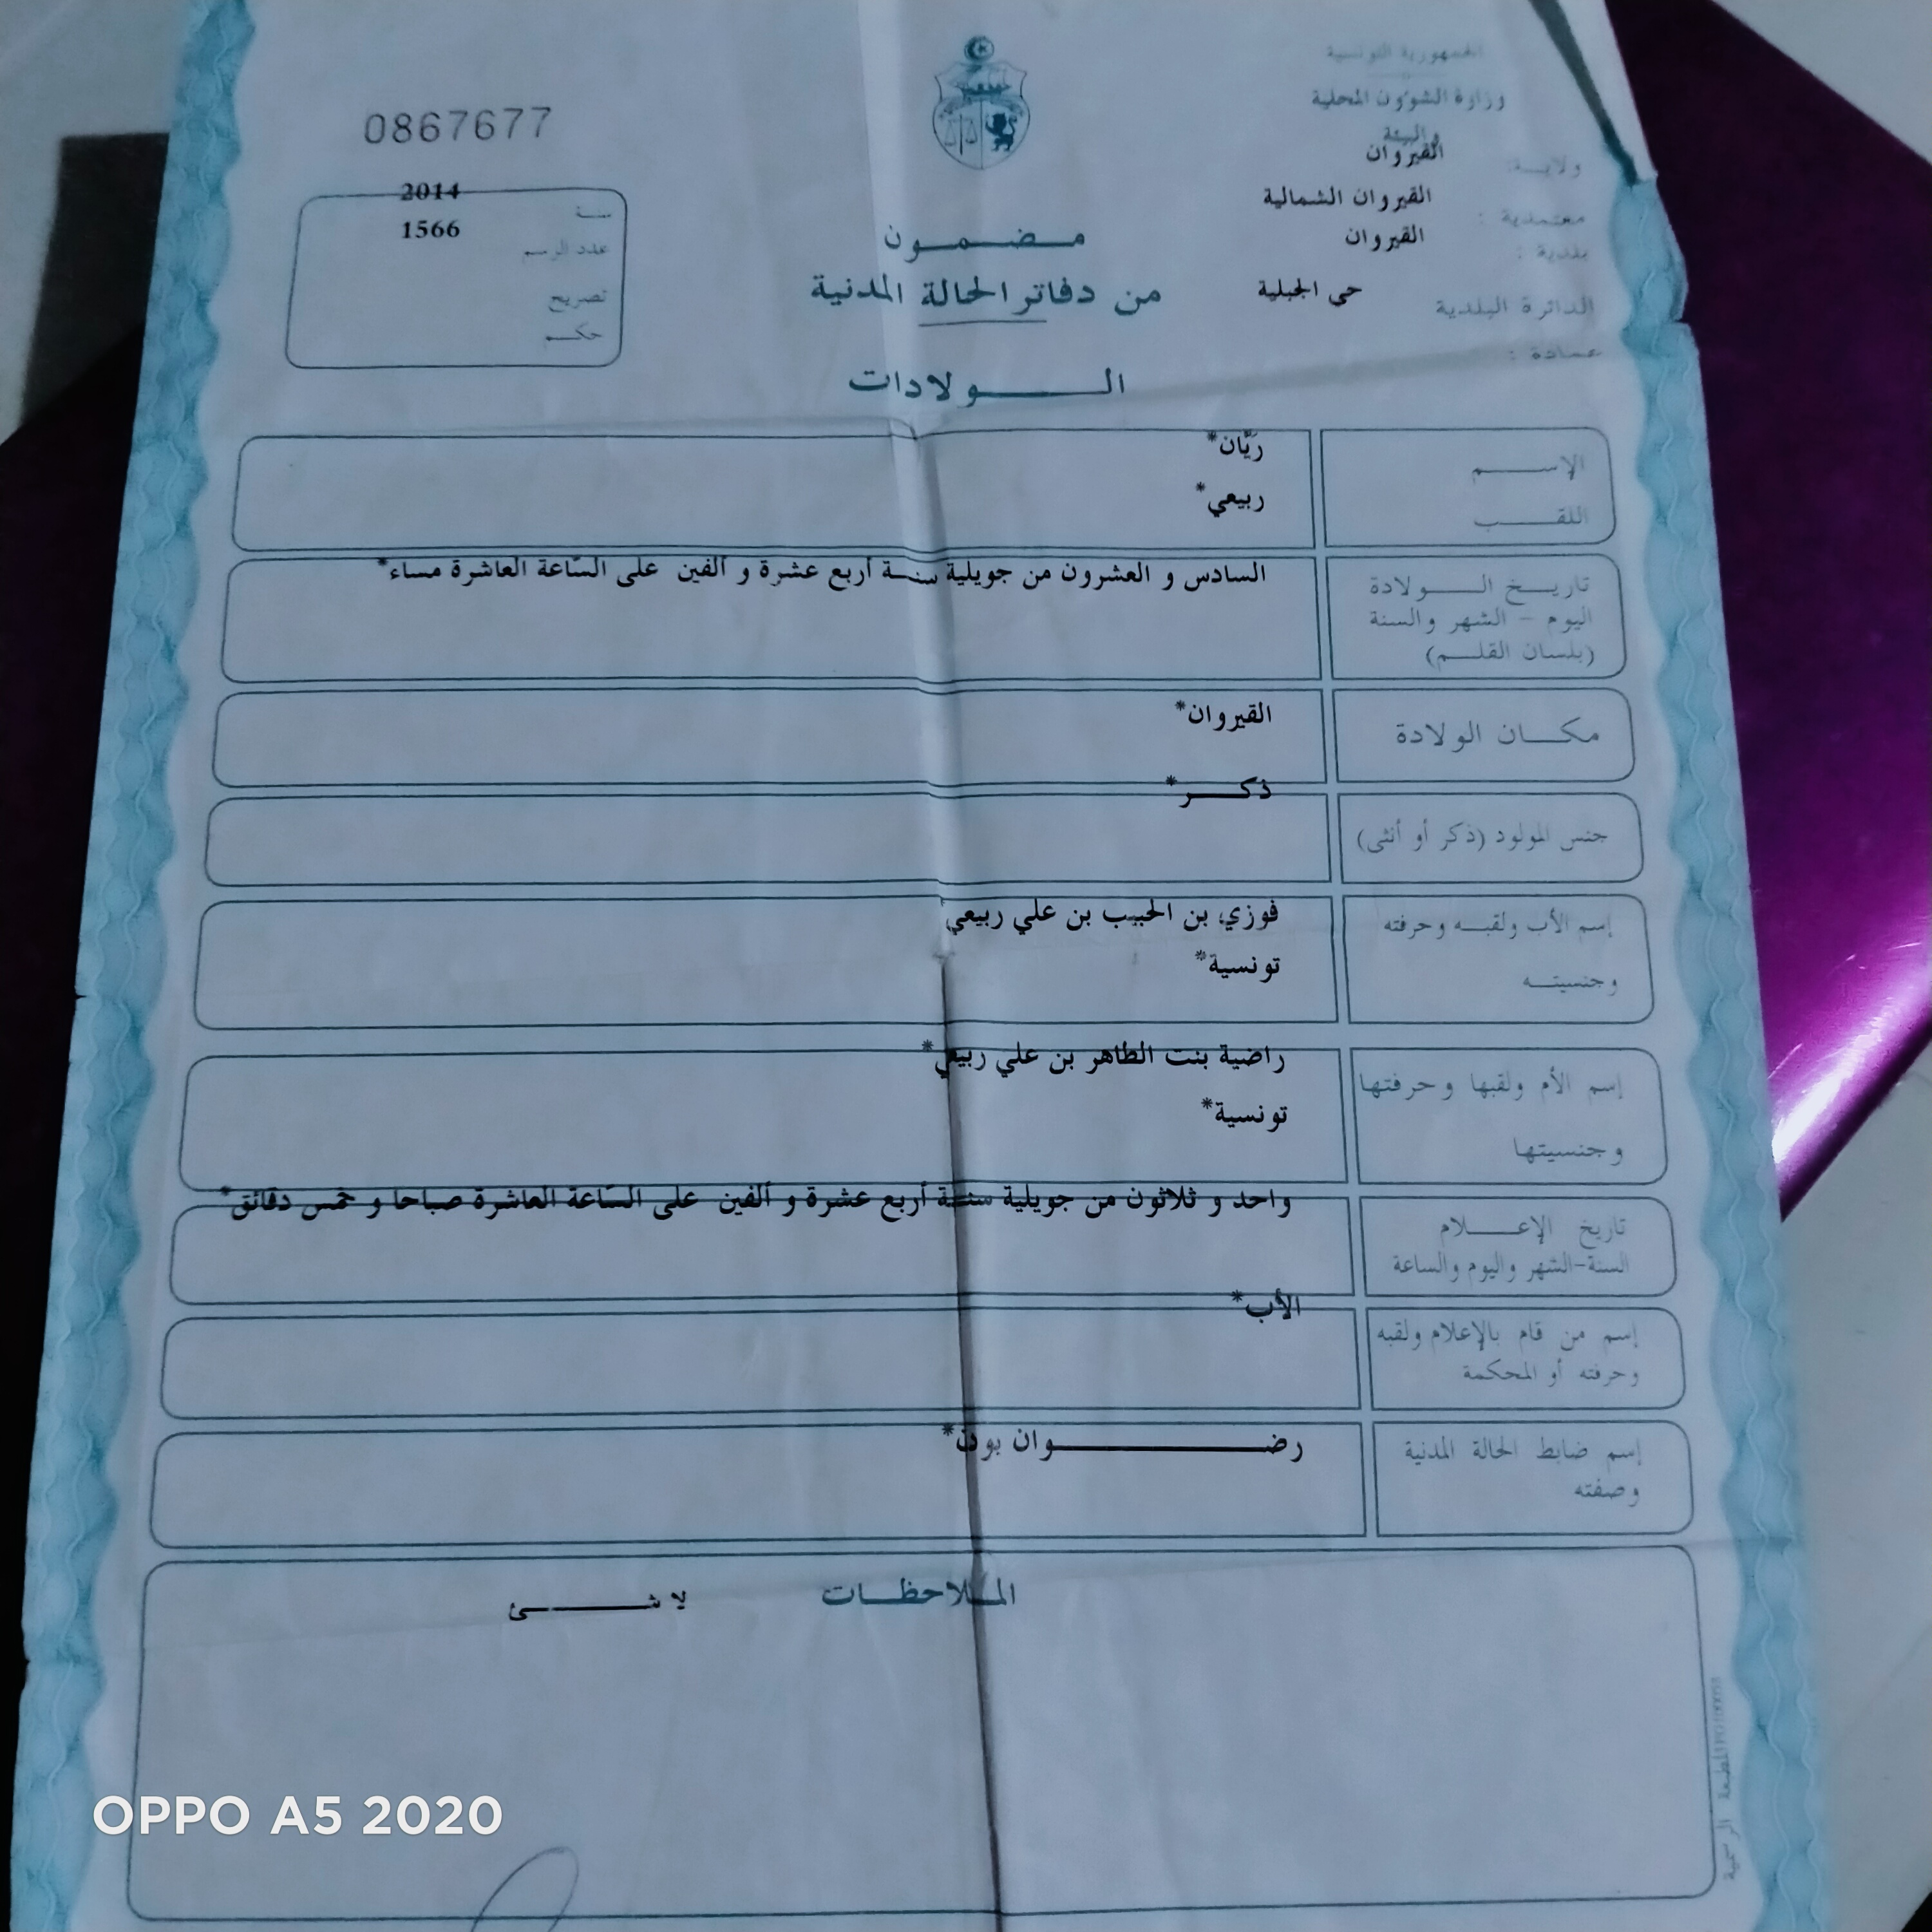 الجمهورية التونسية
وزارة الشؤون المحلية
والبيئة
ولاية: القيروان
معتمدية : القيروان الشمالية
بلدية : القيروان
الدائرة البلدية حي الجبلية
عمادة :
0867677
سنة 2014
عدد الرسم 1566
تصريح
حكم
مضمون
من دفاتر الحالة المدنية
الولادات
الإسم ريّان*
اللقب ربيعي*
تاريخ الولادة السادس و العشرون من جويلية سنة أربع عشرة و ألفين على السّاعة العاشرة مساء*
اليوم - الشهر والسنة
(بلسان القلم)
مكان الولادة القيروان*
جنس المولود (ذكر أو أنثى) ذكر*
إسم الأب ولقبه وحرفته فوزي بن الحبيب بن علي ربيعي
وجنسيته تونسية*
إسم الأم ولقبها وحرفتها راضية بنت الطاهر بن علي ربيعي*
وجنسيتها تونسية*
تاريخ الإعلام واحد و ثلاثون من جويلية سنة أربع عشرة و ألفين على السّاعة العاشرة صباحا و خمس دقائق*
السنة-الشهر واليوم والساعة
إسم من قام بالإعلام ولقبه الأب*
وحرفته أو المحكمة
إسم ضابط الحالة المدنية رضوان بون*
وصفته
الملاحظات لا شئ
المطبعة الرسمية
OPPO A5 2020